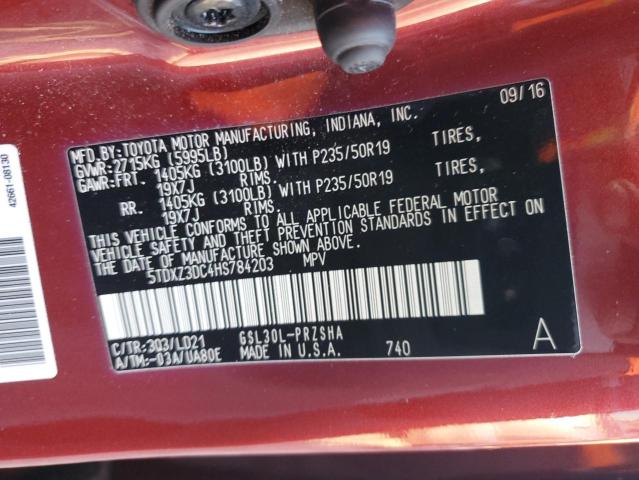 09/16
MFD.BY:TOYOTA MOTOR MANUFACTURING, INDIANA, INC.
GVWR:2715KG (5995LB)
GAWR:FRT. 1405KG (3100LB) WITH P235/50R19 TIRES,
19X7J RIMS,
RR. 1405KG (3100LB) WITH P235/50R19 TIRES,
19X7J RIMS.
THIS VEHICLE CONFORMS TO ALL APPLICABLE FEDERAL MOTOR
VEHICLE SAFETY AND THEFT PREVENTION STANDARDS IN EFFECT ON
THE DATE OF MANUFACTURE SHOWN ABOVE.
5TDXZ3DC4HS784203 MPV
C/TR:303/LD21 GSL30L-PRZSHA
A/TM:-03A/UA80E MADE IN U.S.A. 740 A
42661-08130